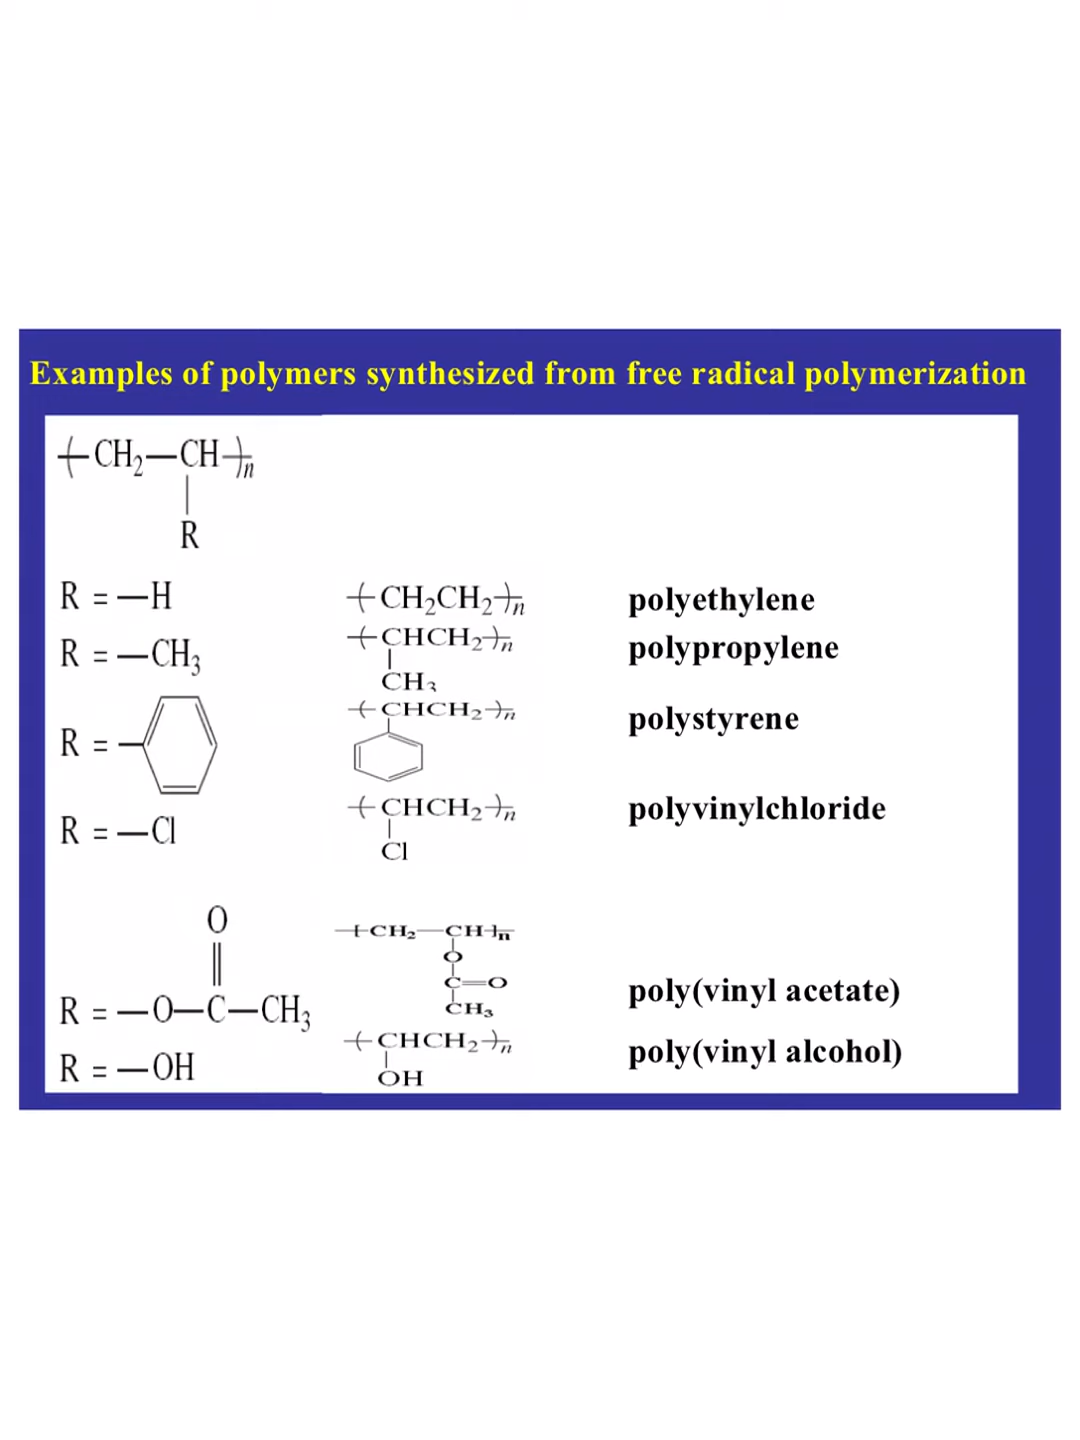 Examples of polymers synthesized from free radical polymerization
(CH₂—CH)n
R
R = —H (CH₂CH₂)n polyethylene
R = —CH₃ (CHCH₂)n polypropylene
CH₃
R = — (CHCH₂)n polystyrene
R = —Cl (CHCH₂)n polyvinylchloride
Cl
O
[CH₂—CH]n
O
C=O
R = —O—C—CH₃ poly(vinyl acetate)
CH₃
(CHCH₂)n poly(vinyl alcohol)
R = —OH
OH